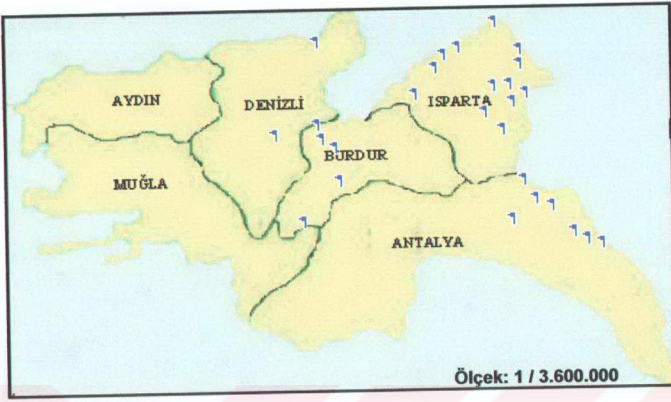 AYDIN
DENİZLİ
ISPARTA
BURDUR
MUĞLA
ANTALYA
Ölçek: 1 / 3.600.000